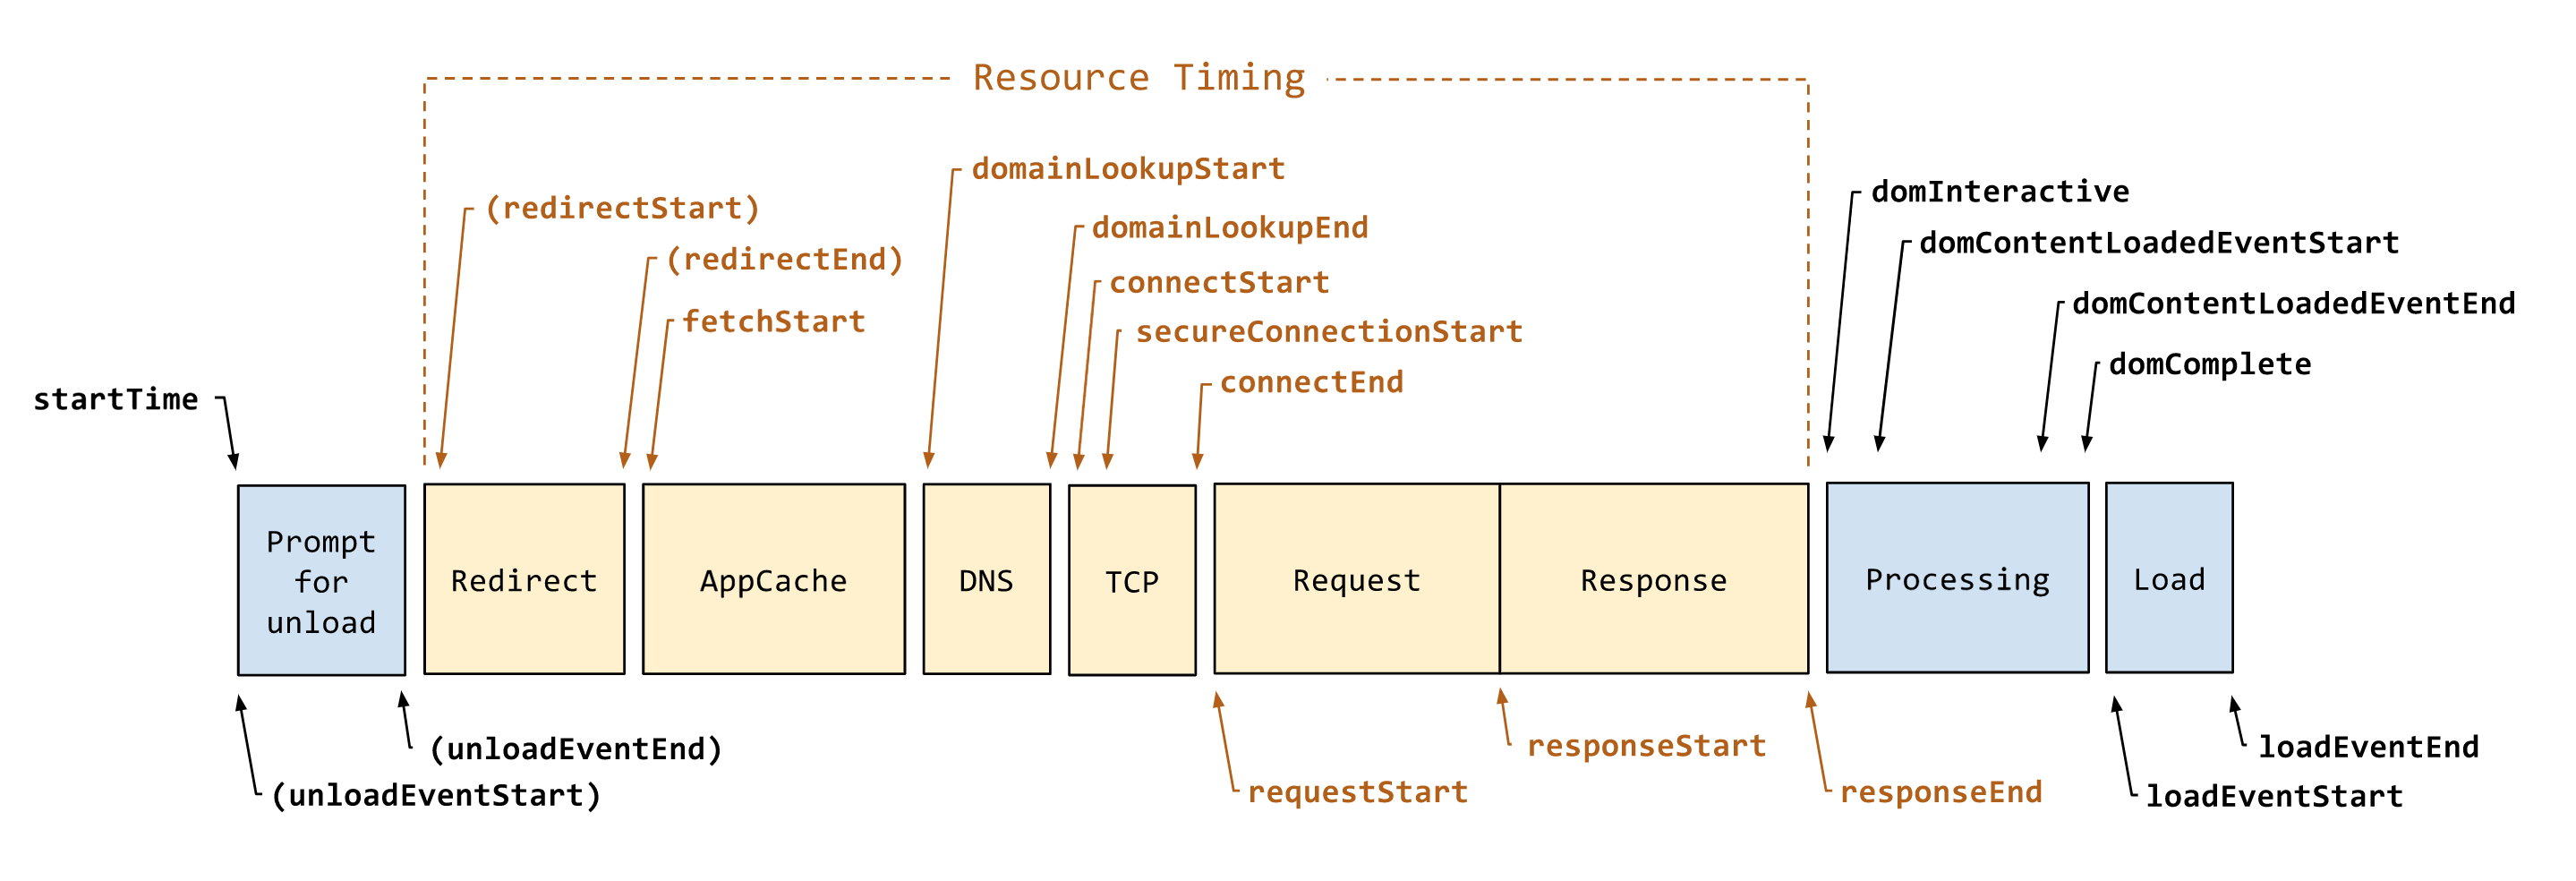 Resource Timing
domainLookupStart
domInteractive
(redirectStart)
domainLookupEnd
domContentLoadedEventStart
(redirectEnd)
connectStart
domContentLoadedEventEnd
fetchStart
secureConnectionStart
domComplete
connectEnd
startTime
Prompt
for
unload
Redirect
AppCache
DNS
TCP
Request
Response
Processing
Load
(unloadEventEnd)
responseStart
loadEventEnd
(unloadEventStart)
requestStart
responseEnd
loadEventStart